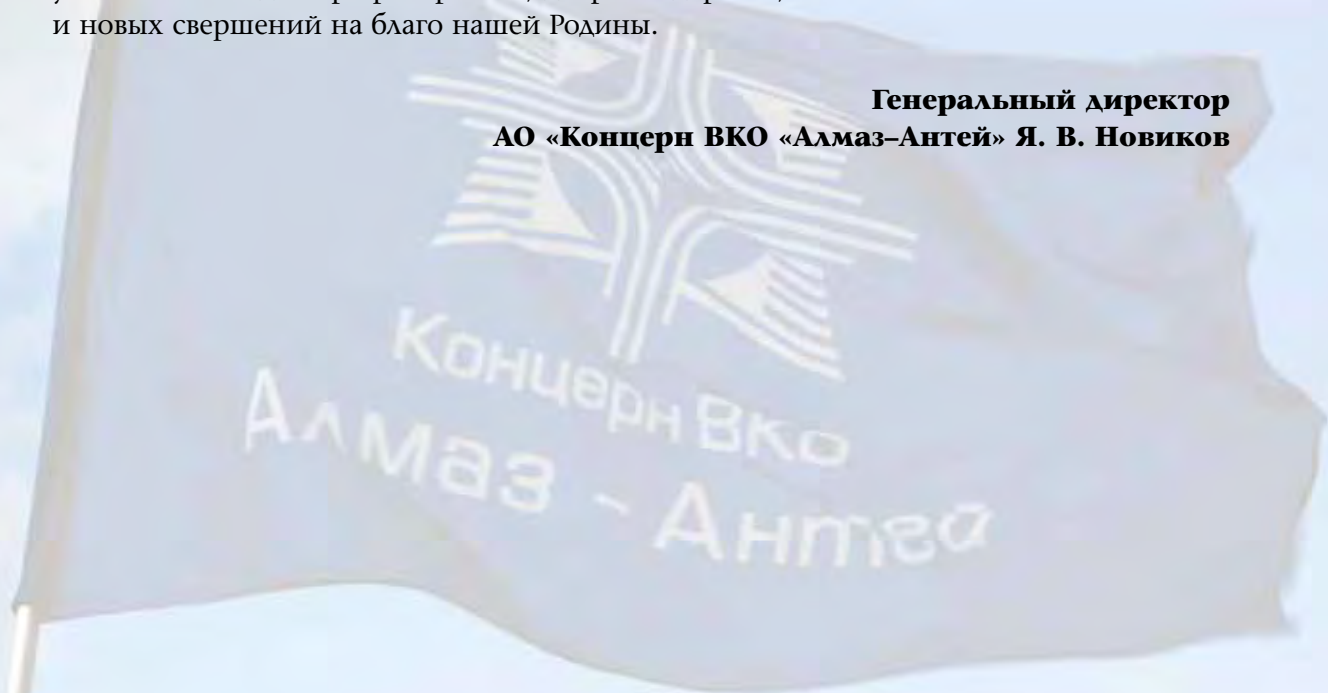 и новых свершений на благо нашей Родины.
Генеральный директор
АО «Концерн ВКО «Алмаз–Антей» Я. В. Новиков
Концерн ВКО
Алмаз - Антей